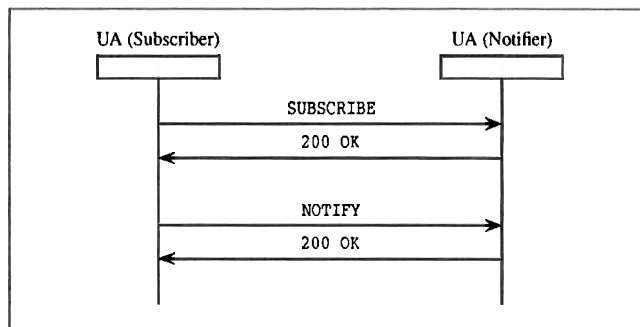 UA (Subscriber)
UA (Notifier)
SUBSCRIBE
200 OK
NOTIFY
200 OK